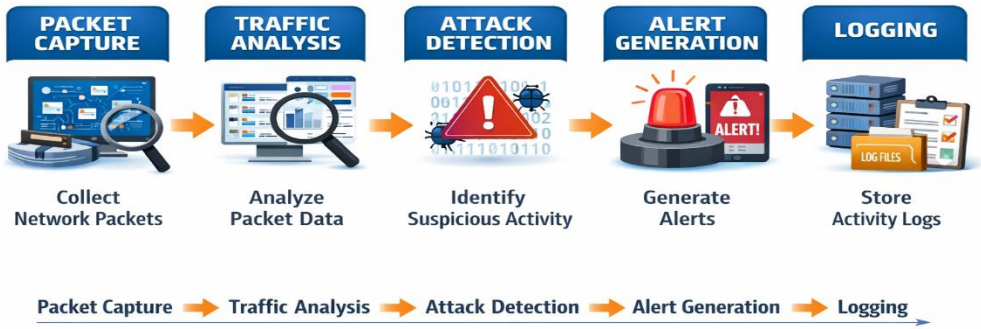 PACKET
CAPTURE
TRAFFIC
ANALYSIS
ATTACK
DETECTION
ALERT
GENERATION
LOGGING
ALERT!
LOG FILES
Collect
Network Packets
Analyze
Packet Data
Identify
Suspicious Activity
Generate
Alerts
Store
Activity Logs
Packet Capture Traffic Analysis Attack Detection Alert Generation Logging